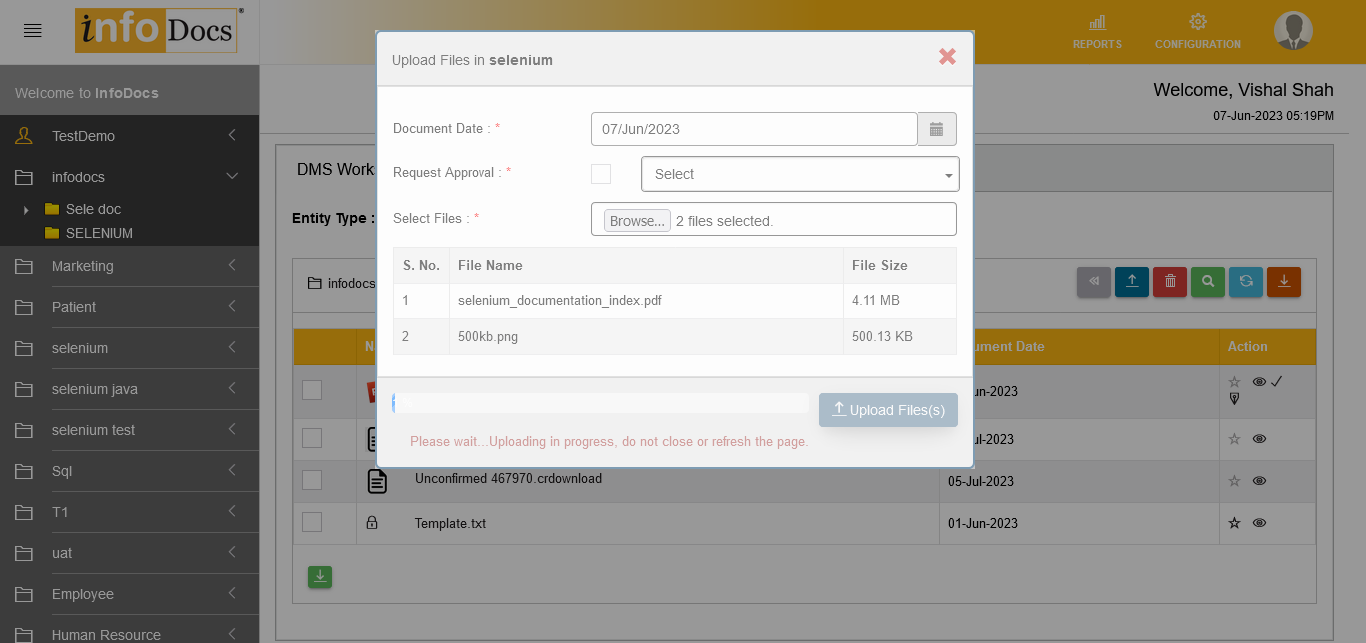 info Docs
REPORTS
CONFIGURATION
Welcome to InfoDocs
Welcome, Vishal Shah
07-Jun-2023 05:19PM
TestDemo
infodocs
Sele doc
SELENIUM
Marketing
Patient
selenium
selenium java
selenium test
Sql
T1
uat
Employee
Human Resource
DMS Work
Entity Type :
infodocs
Upload Files in selenium
Document Date : *
07/Jun/2023
Request Approval : *
Select
Select Files : *
Browse... 2 files selected.
S. No. File Name File Size
1 selenium_documentation_index.pdf 4.11 MB
2 500kb.png 500.13 KB
Upload Files(s)
Please wait...Uploading in progress, do not close or refresh the page.
ument Date Action
un-2023
ul-2023
Unconfirmed 467970.crdownload 05-Jul-2023
Template.txt 01-Jun-2023